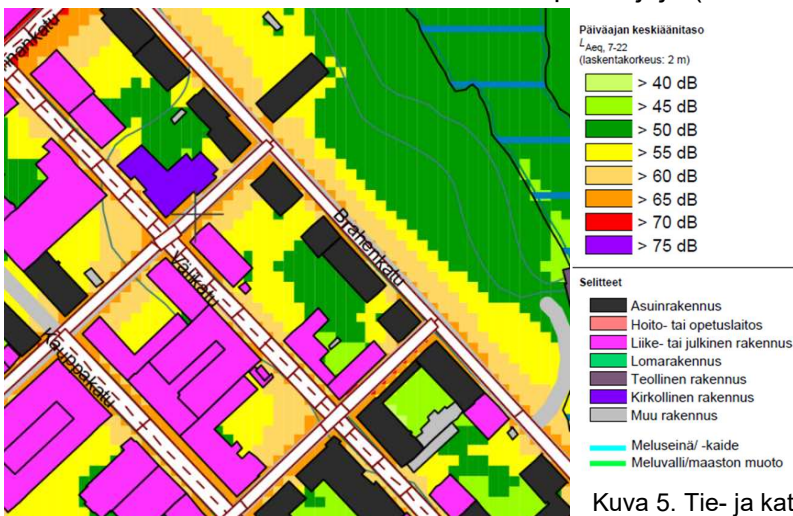 Päiväajan keskiäänitaso
LAeq, 7-22
(laskentakorkeus: 2 m)
> 40 dB
> 45 dB
> 50 dB
> 55 dB
> 60 dB
> 65 dB
> 70 dB
> 75 dB
Selitteet
Asuinrakennus
Hoito- tai opetuslaitos
Liike- tai julkinen rakennus
Lomarakennus
Teollinen rakennus
Kirkollinen rakennus
Muu rakennus
Meluseinä/ -kaide
Meluvalli/maaston muoto
Brahenkatu
Välikatu
Kauppakatu
Kuva 5. Tie- ja kat